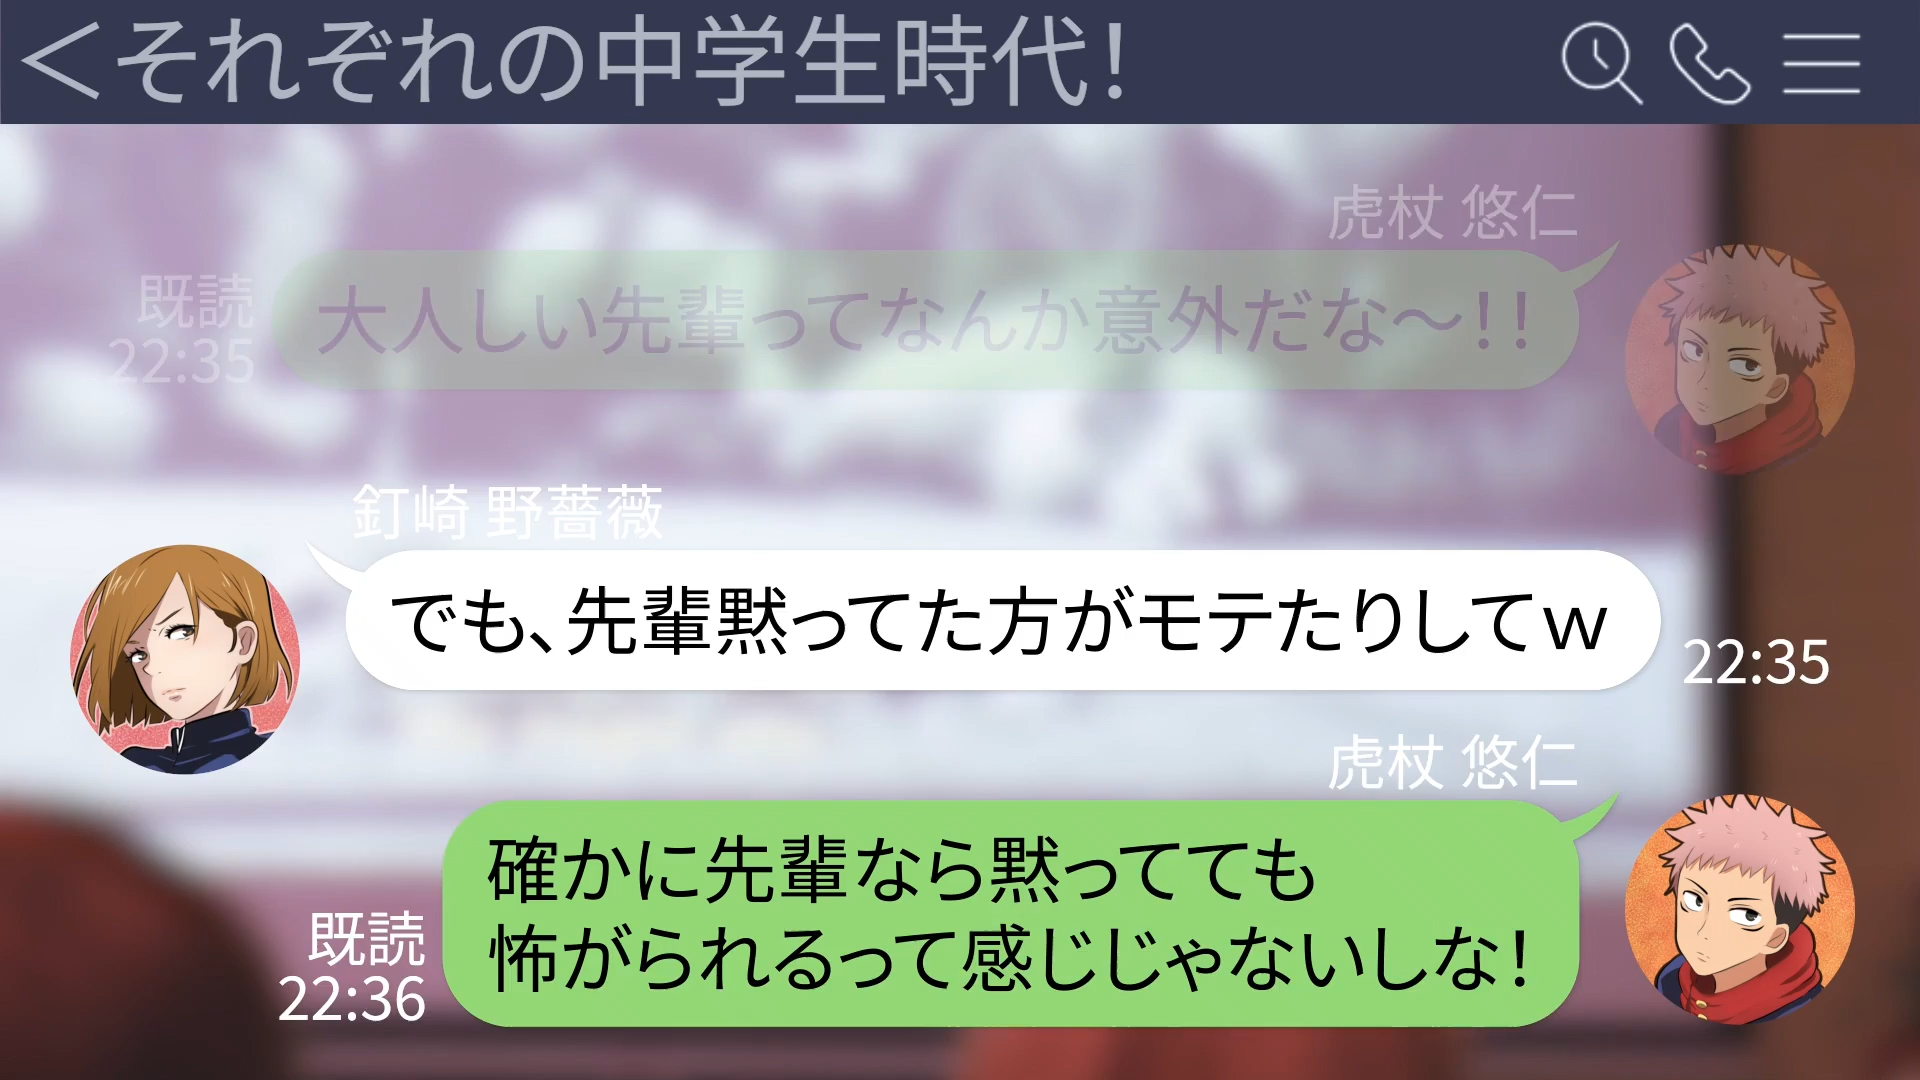 ＜それぞれの中学生時代！
虎杖 悠仁
大人しい先輩ってなんか意外だな～！！
既読
22:35
釘崎 野薔薇
でも、先輩黙ってた方がモテたりしてｗ
22:35
虎杖 悠仁
確かに先輩なら黙ってても
怖がられるって感じじゃないしな！
既読
22:36